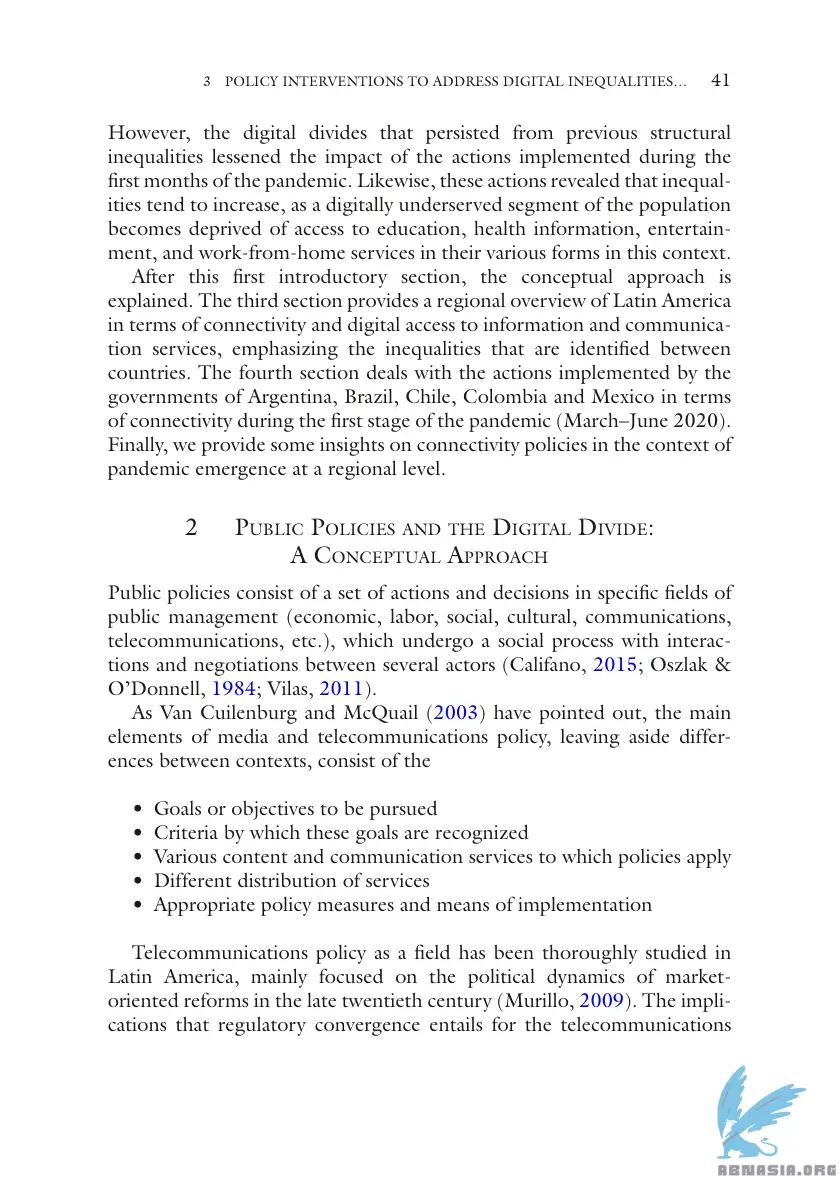 3 POLICY INTERVENTIONS TO ADDRESS DIGITAL INEQUALITIES… 41
However, the digital divides that persisted from previous structural
inequalities lessened the impact of the actions implemented during the
first months of the pandemic. Likewise, these actions revealed that inequal-
ities tend to increase, as a digitally underserved segment of the population
becomes deprived of access to education, health information, entertain-
ment, and work-from-home services in their various forms in this context.
After this first introductory section, the conceptual approach is
explained. The third section provides a regional overview of Latin America
in terms of connectivity and digital access to information and communica-
tion services, emphasizing the inequalities that are identified between
countries. The fourth section deals with the actions implemented by the
governments of Argentina, Brazil, Chile, Colombia and Mexico in terms
of connectivity during the first stage of the pandemic (March–June 2020).
Finally, we provide some insights on connectivity policies in the context of
pandemic emergence at a regional level.
2 Public Policies and the Digital Divide:
A Conceptual Approach
Public policies consist of a set of actions and decisions in specific fields of
public management (economic, labor, social, cultural, communications,
telecommunications, etc.), which undergo a social process with interac-
tions and negotiations between several actors (Califano, 2015; Oszlak &
O’Donnell, 1984; Vilas, 2011).
As Van Cuilenburg and McQuail (2003) have pointed out, the main
elements of media and telecommunications policy, leaving aside differ-
ences between contexts, consist of the
• Goals or objectives to be pursued
• Criteria by which these goals are recognized
• Various content and communication services to which policies apply
• Different distribution of services
• Appropriate policy measures and means of implementation
Telecommunications policy as a field has been thoroughly studied in
Latin America, mainly focused on the political dynamics of market-
oriented reforms in the late twentieth century (Murillo, 2009). The impli-
cations that regulatory convergence entails for the telecommunications
ABNASIA.ORG